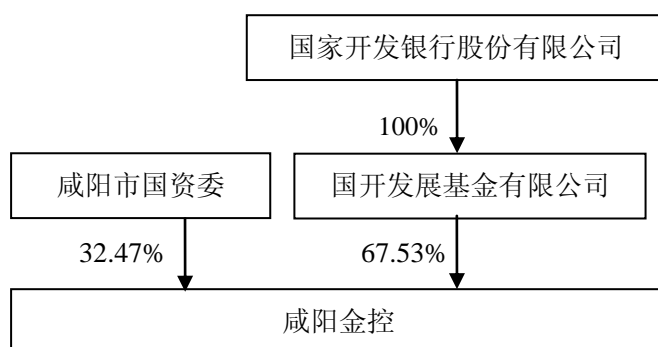 国家开发银行股份有限公司
100%
咸阳市国资委
国开发展基金有限公司
32.47%
67.53%
咸阳金控